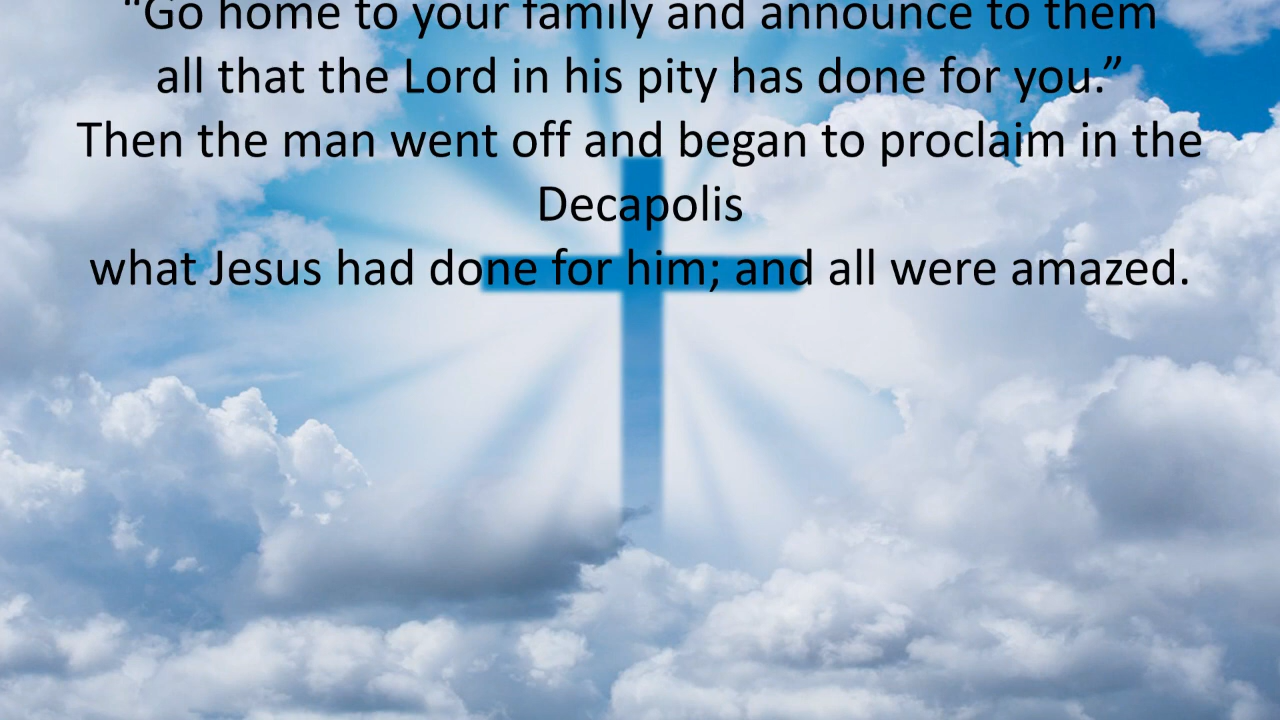 “Go home to your family and announce to them
all that the Lord in his pity has done for you.”
Then the man went off and began to proclaim in the
Decapolis
what Jesus had done for him; and all were amazed.